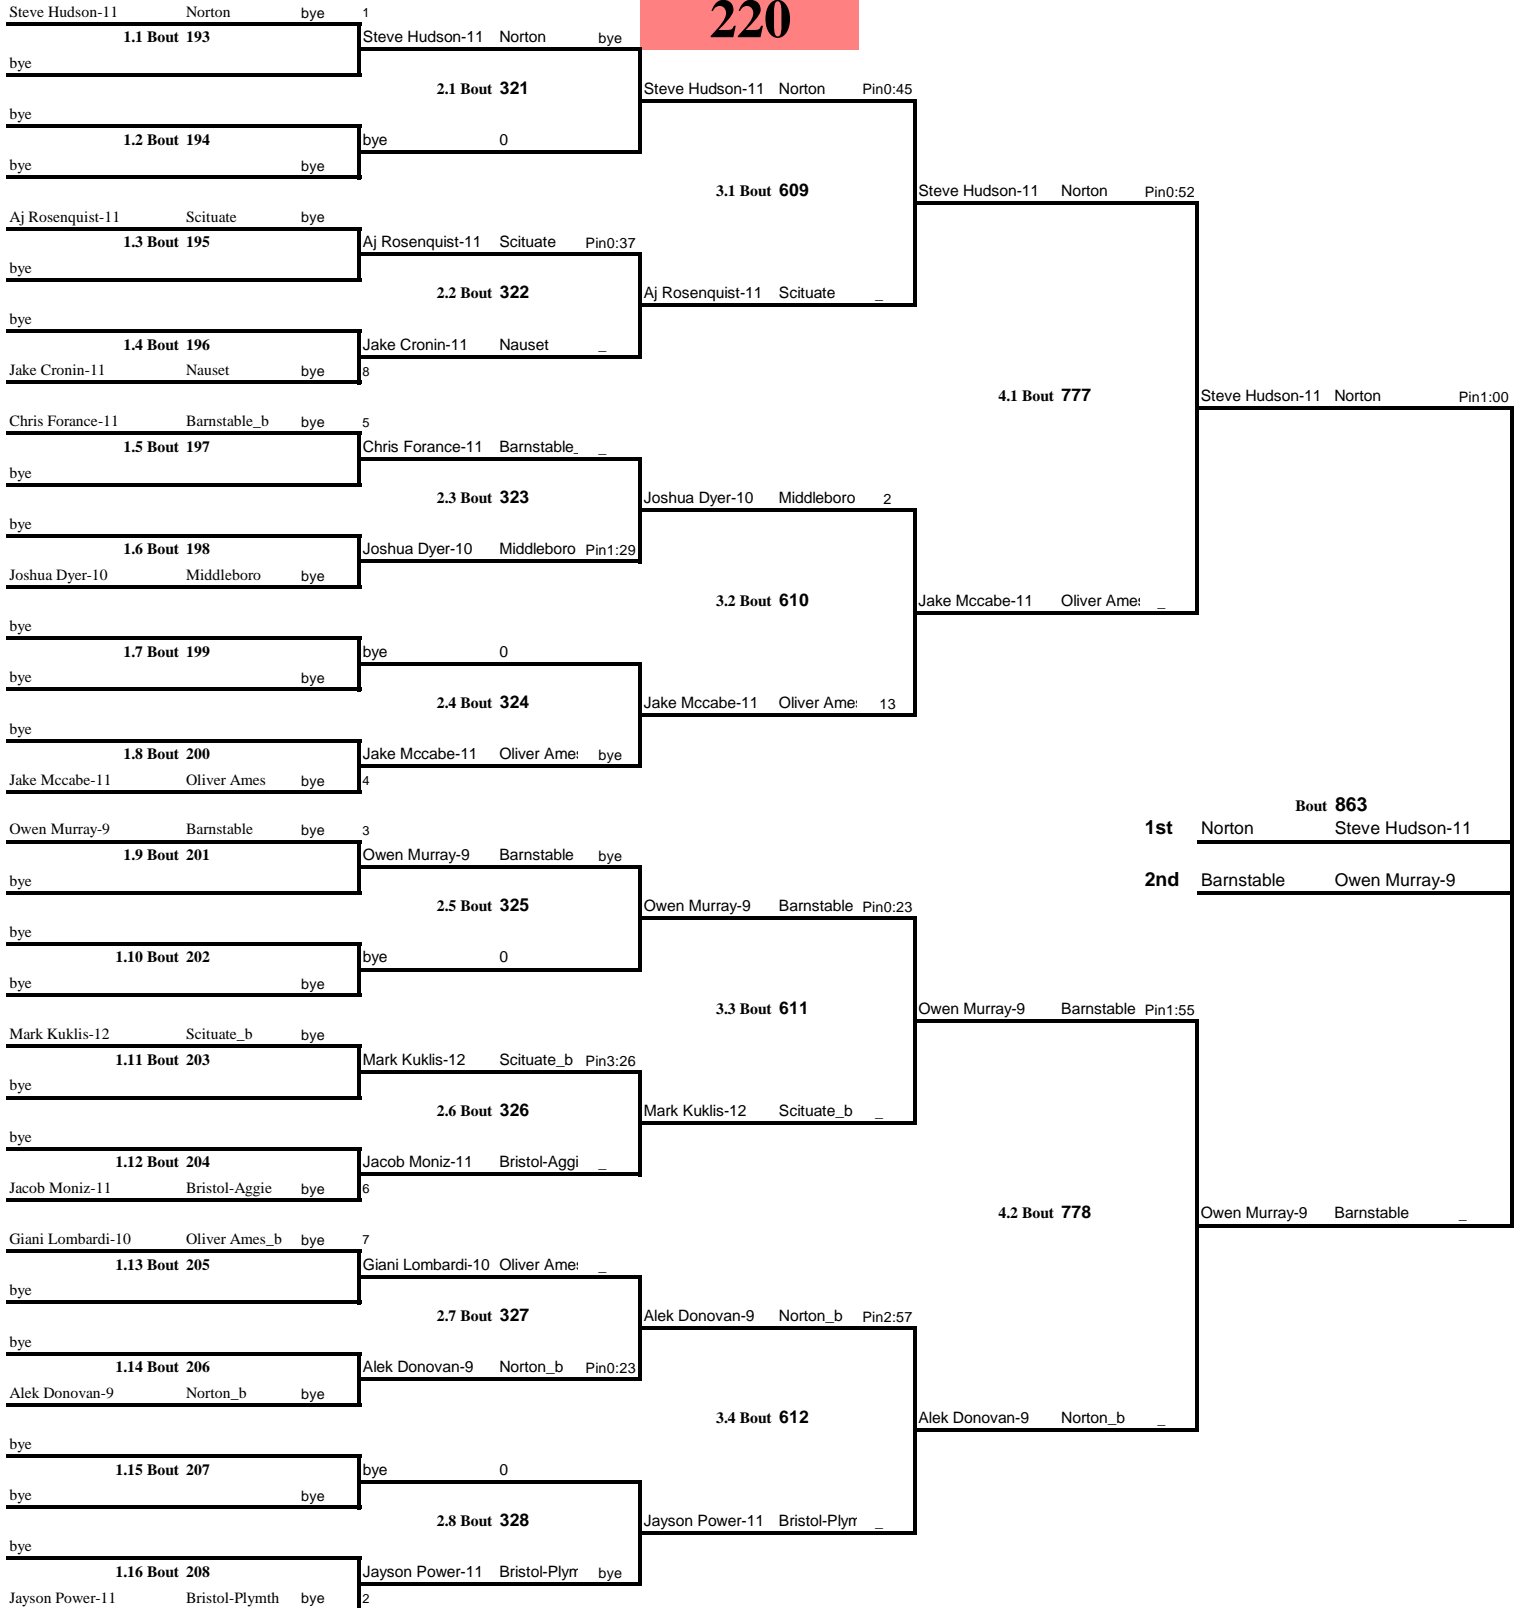 220
Steve Hudson-11 Norton bye 1
1.1 Bout 193
bye
bye
1.2 Bout 194
bye bye
Aj Rosenquist-11 Scituate bye
1.3 Bout 195
bye
bye
1.4 Bout 196
Jake Cronin-11 Nauset bye 8
Chris Forance-11 Barnstable_b bye 5
1.5 Bout 197
bye
bye
1.6 Bout 198
Joshua Dyer-10 Middleboro bye
bye
1.7 Bout 199
bye bye
bye
1.8 Bout 200
Jake Mccabe-11 Oliver Ames bye 4
Owen Murray-9 Barnstable bye 3
1.9 Bout 201
bye
bye
1.10 Bout 202
bye bye
Mark Kuklis-12 Scituate_b bye
1.11 Bout 203
bye
bye
1.12 Bout 204
Jacob Moniz-11 Bristol-Aggie bye 6
Giani Lombardi-10 Oliver Ames_b bye 7
1.13 Bout 205
bye
bye
1.14 Bout 206
Alek Donovan-9 Norton_b bye
bye
1.15 Bout 207
bye bye
bye
1.16 Bout 208
Jayson Power-11 Bristol-Plymth bye 2
Steve Hudson-11 Norton bye
2.1 Bout 321
bye 0
Aj Rosenquist-11 Scituate Pin0:37
2.2 Bout 322
Jake Cronin-11 Nauset _
Chris Forance-11 Barnstable_ _
2.3 Bout 323
Joshua Dyer-10 Middleboro Pin1:29
bye 0
2.4 Bout 324
Jake Mccabe-11 Oliver Ames bye
Owen Murray-9 Barnstable bye
2.5 Bout 325
bye 0
Mark Kuklis-12 Scituate_b Pin3:26
2.6 Bout 326
Jacob Moniz-11 Bristol-Aggi _
Giani Lombardi-10 Oliver Ames _
2.7 Bout 327
Alek Donovan-9 Norton_b Pin0:23
bye 0
2.8 Bout 328
Jayson Power-11 Bristol-Plym bye
Steve Hudson-11 Norton Pin0:45
3.1 Bout 609
Aj Rosenquist-11 Scituate _
Joshua Dyer-10 Middleboro 2
3.2 Bout 610
Jake Mccabe-11 Oliver Ames 13
Owen Murray-9 Barnstable Pin0:23
3.3 Bout 611
Mark Kuklis-12 Scituate_b _
Alek Donovan-9 Norton_b Pin2:57
3.4 Bout 612
Jayson Power-11 Bristol-Plym _
Steve Hudson-11 Norton Pin0:52
4.1 Bout 777
Jake Mccabe-11 Oliver Ames _
Owen Murray-9 Barnstable Pin1:55
4.2 Bout 778
Alek Donovan-9 Norton_b _
Steve Hudson-11 Norton Pin1:00
Bout 863
1st Norton Steve Hudson-11
2nd Barnstable Owen Murray-9
Owen Murray-9 Barnstable _